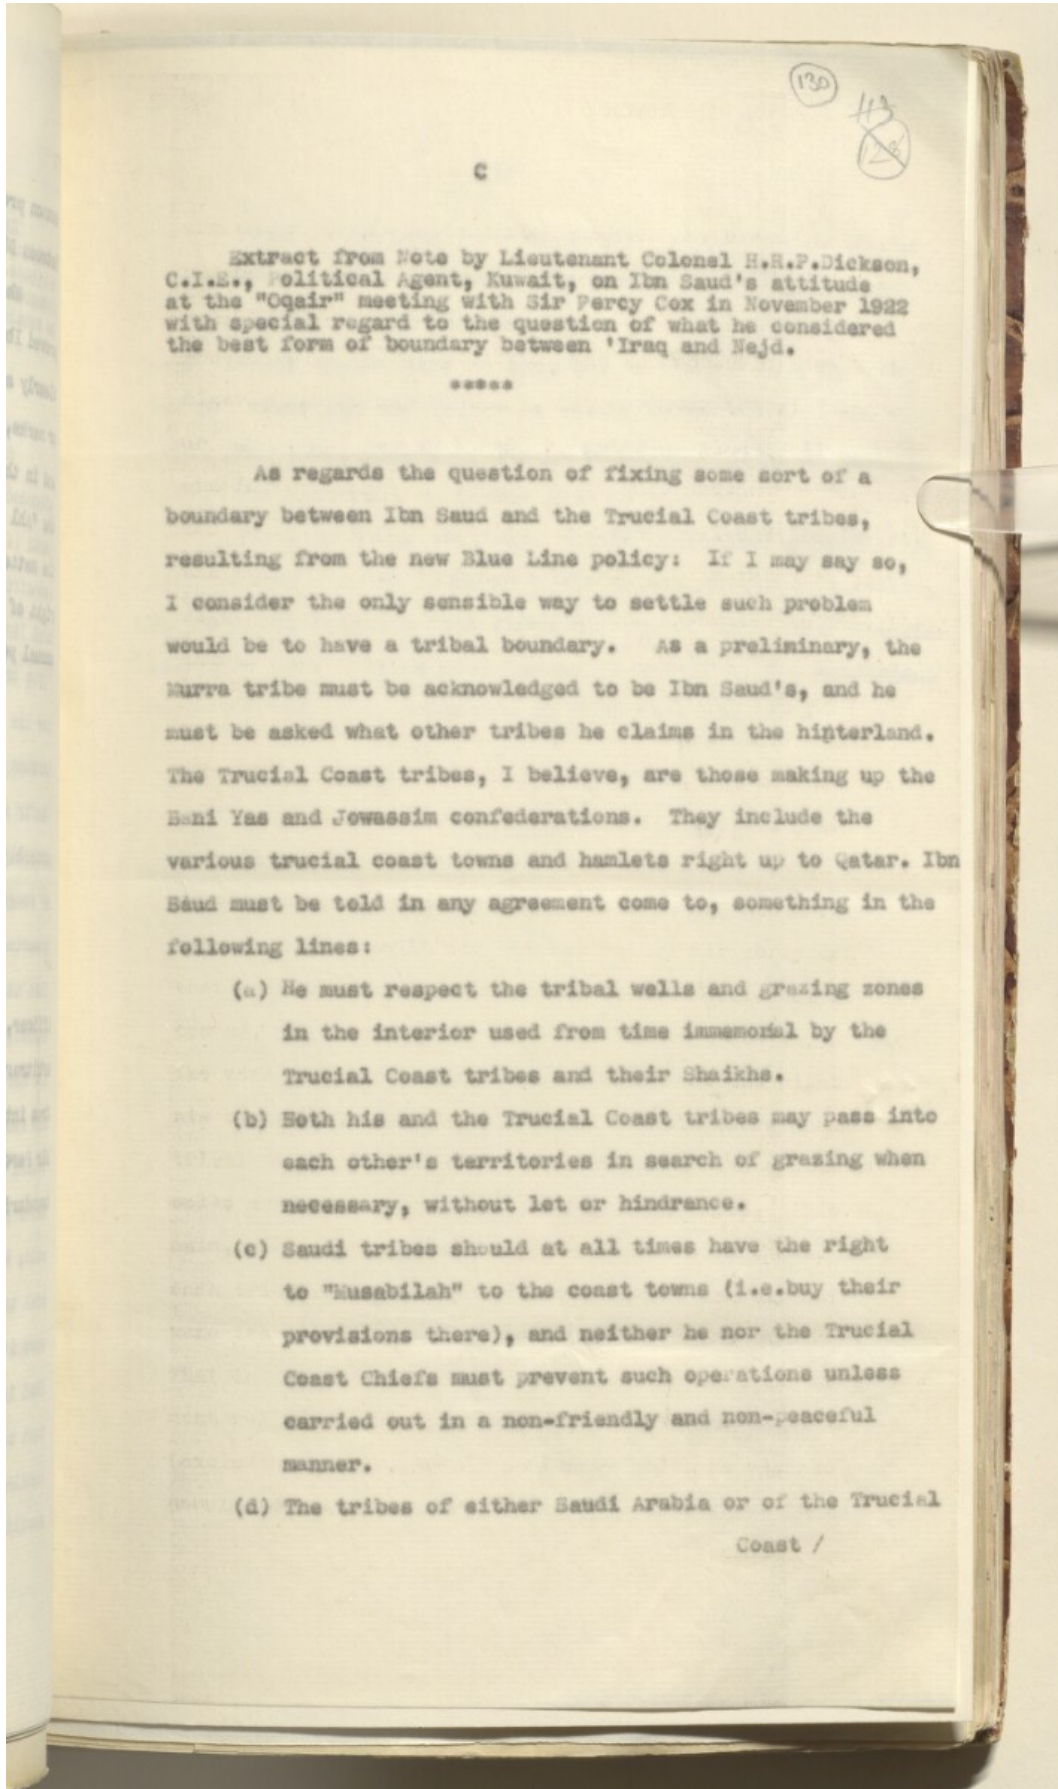 130
113
128
C
Extract from Note by Lieutenant Colonel H.R.P.Dickson,
C.I.E., Political Agent, Kuwait, on Ibn Saud's attitude
at the "Oqair" meeting with Sir Percy Cox in November 1922
with special regard to the question of what he considered
the best form of boundary between 'Iraq and Nejd.
*****
As regards the question of fixing some sort of a
boundary between Ibn Saud and the Trucial Coast tribes,
resulting from the new Blue Line policy: If I may say so,
I consider the only sensible way to settle such problem
would be to have a tribal boundary. As a preliminary, the
Murra tribe must be acknowledged to be Ibn Saud's, and he
must be asked what other tribes he claims in the hinterland.
The Trucial Coast tribes, I believe, are those making up the
Bani Yas and Jowassim confederations. They include the
various trucial coast towns and hamlets right up to Qatar. Ibn
Saud must be told in any agreement come to, something in the
following lines:
(a) He must respect the tribal wells and grazing zones
in the interior used from time immemorial by the
Trucial Coast tribes and their Shaikhs.
(b) Both his and the Trucial Coast tribes may pass into
each other's territories in search of grazing when
necessary, without let or hindrance.
(c) Saudi tribes should at all times have the right
to "Musabilah" to the coast towns (i.e.buy their
provisions there), and neither he nor the Trucial
Coast Chiefs must prevent such operations unless
carried out in a non-friendly and non-peaceful
manner.
(d) The tribes of either Saudi Arabia or of the Trucial
Coast /